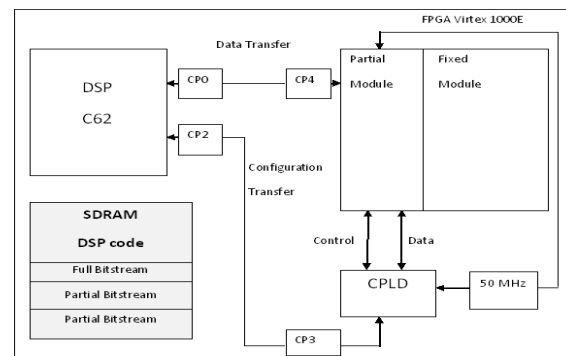 FPGA Virtex 1000E
Data Transfer
DSP
C62
CP0
CP4
Partial
Module
Fixed
Module
CP2
Configuration
Transfer
SDRAM
DSP code
Full Bitstream
Partial Bitstream
Partial Bitstream
Control
Data
CPLD
50 MHz
CP3